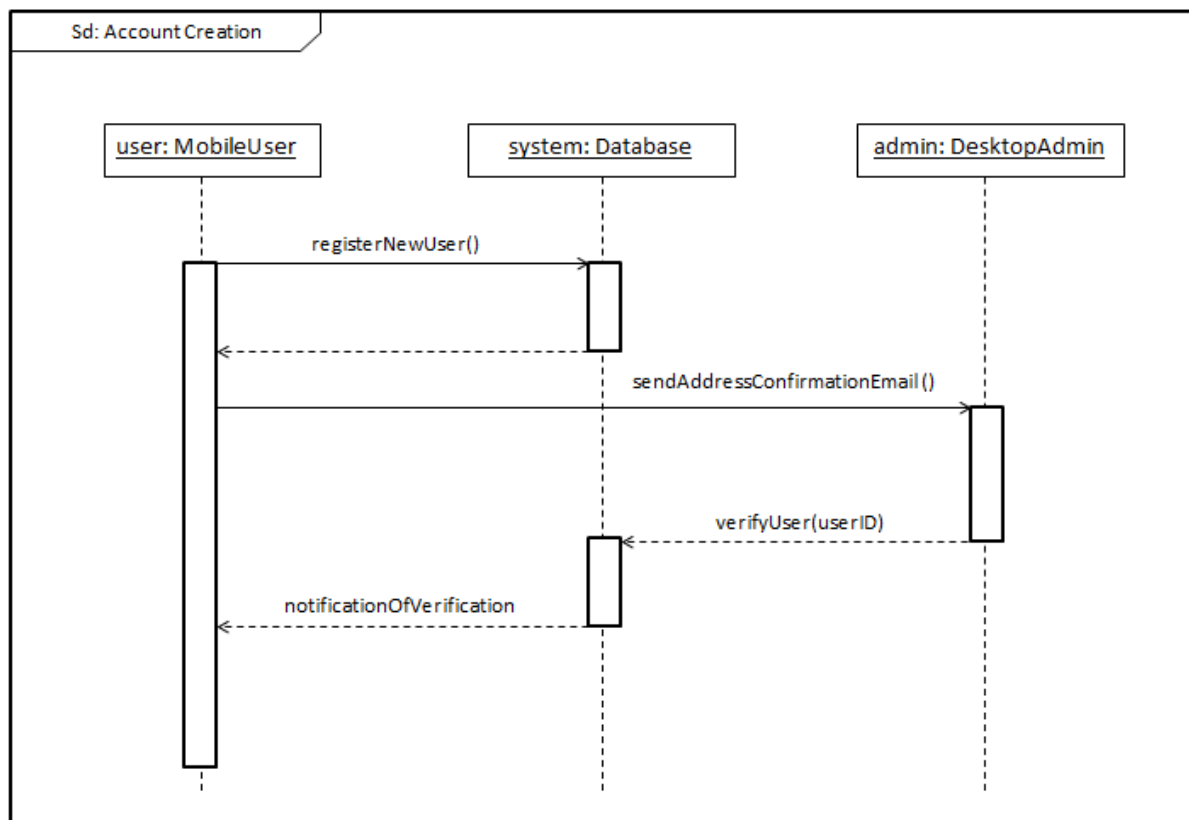 Sd: Account Creation
user: MobileUser
system: Database
admin: DesktopAdmin
registerNewUser()
sendAddressConfirmationEmail()
verifyUser(userID)
notificationOfVerification